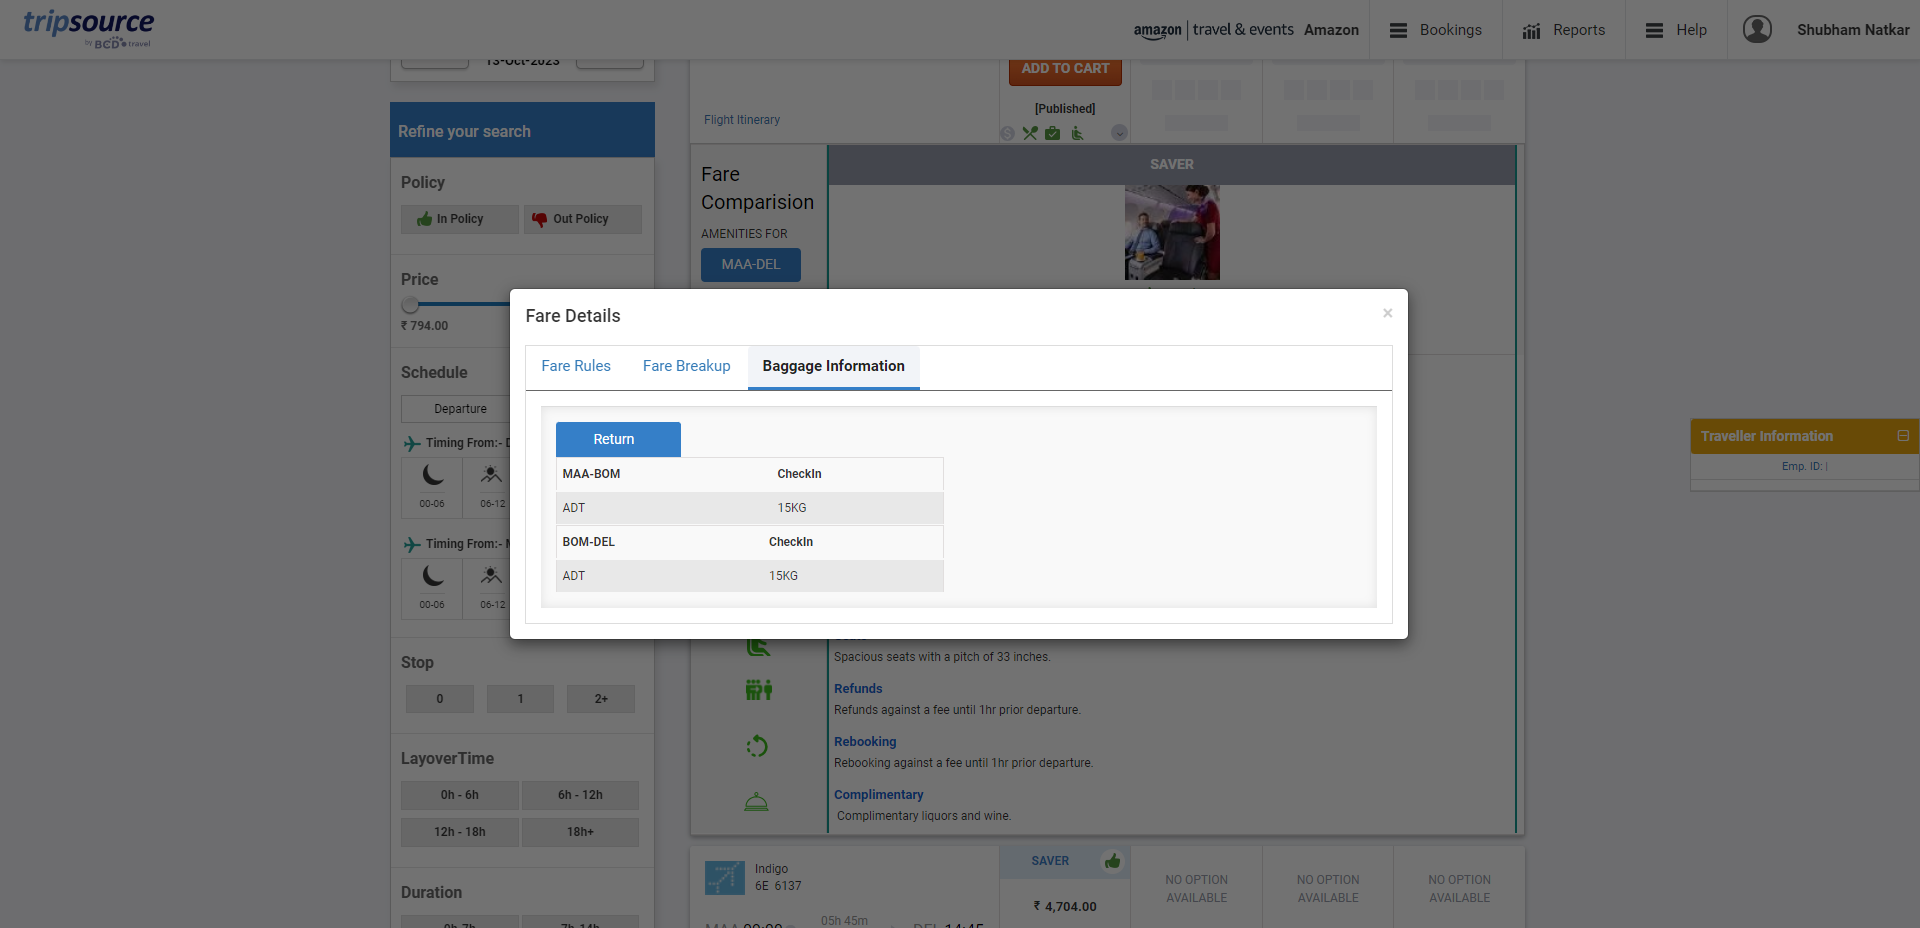 tripsource
by BCD travel
amazon | travel & events Amazon
Bookings
Reports
Help
Shubham Natkar
13-Oct-2023
Refine your search
Policy
In Policy
Out Policy
Price
₹ 794.00
Schedule
Departure
Timing From:-
00-06
06-12
Timing From:-
00-06
06-12
Stop
0
1
2+
LayoverTime
0h - 6h
6h - 12h
12h - 18h
18h+
Duration
0h-7h
7h-14h
ADD TO CART
[Published]
Flight Itinerary
Fare
Comparision
AMENITIES FOR
MAA-DEL
SAVER
Fare Details
×
Fare Rules
Fare Breakup
Baggage Information
Return
MAA-BOM CheckIn
ADT 15KG
BOM-DEL CheckIn
ADT 15KG
Spacious seats with a pitch of 33 inches.
Refunds
Refunds against a fee until 1hr prior departure.
Rebooking
Rebooking against a fee until 1hr prior departure.
Complimentary
Complimentary liquors and wine.
Indigo
6E 6137
05h 45m
SAVER
₹ 4,704.00
NO OPTION
AVAILABLE
NO OPTION
AVAILABLE
NO OPTION
AVAILABLE
Traveller Information
Emp. ID: |